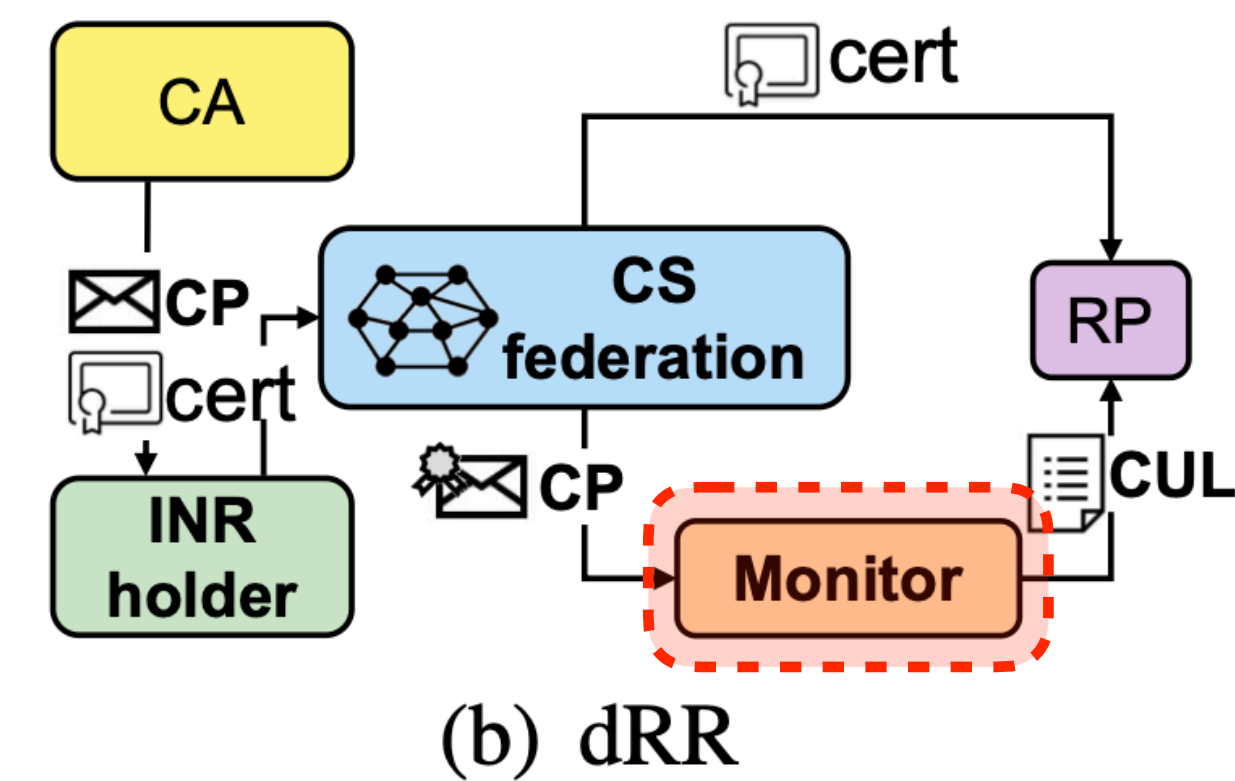 cert
CA
CP
cert
CS
federation
RP
CP
CUL
INR
holder
Monitor
(b) dRR